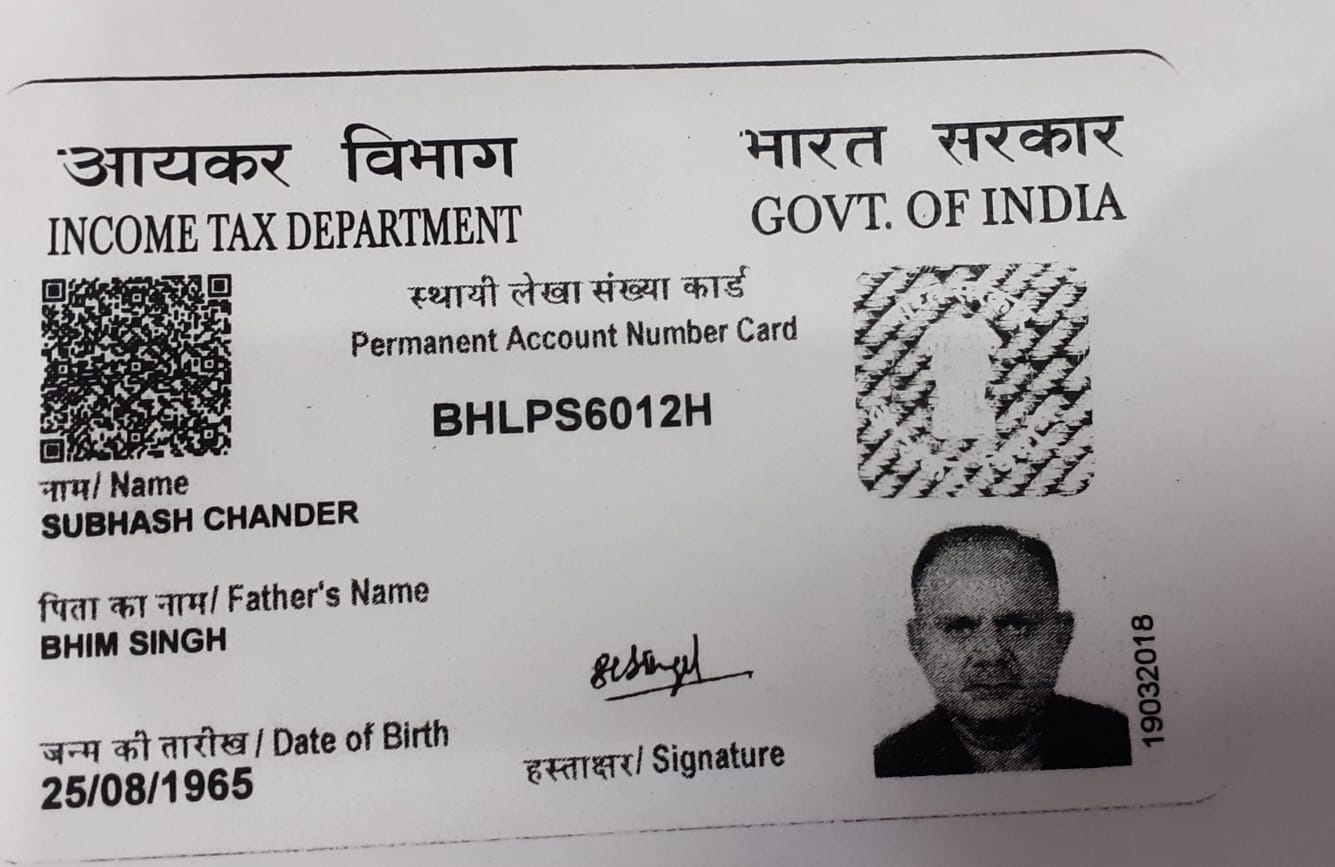 आयकर विभाग
INCOME TAX DEPARTMENT
भारत सरकार
GOVT. OF INDIA
स्थायी लेखा संख्या कार्ड
Permanent Account Number Card
BHLPS6012H
नाम/ Name
SUBHASH CHANDER
पिता का नाम/ Father's Name
BHIM SINGH
जन्म की तारीख / Date of Birth
25/08/1965
हस्ताक्षर/ Signature
19032018